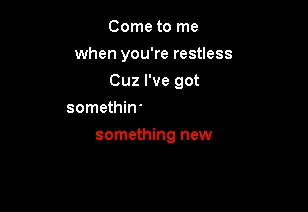 Come to me
when you're restless
Cuz I've got
somethin'
something new